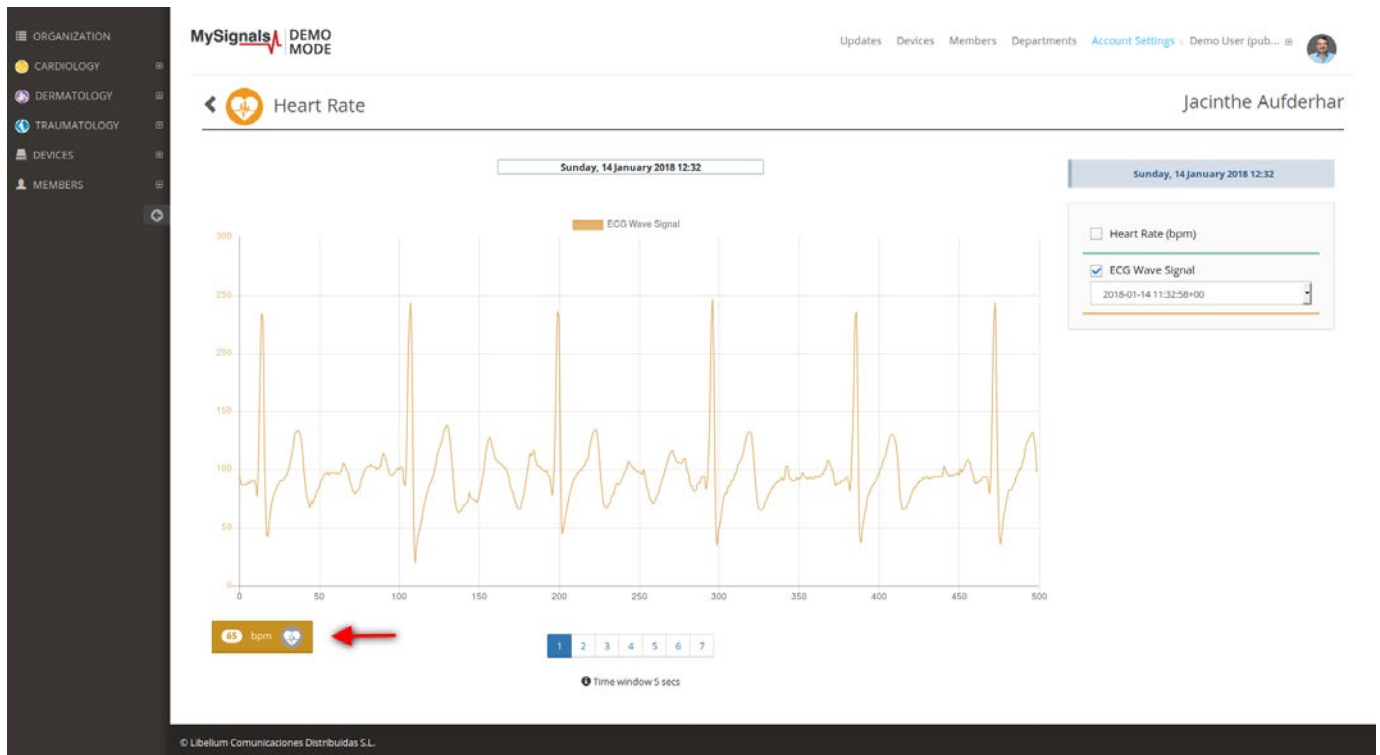 ORGANIZATION
CARDIOLOGY
DERMATOLOGY
TRAUMATOLOGY
DEVICES
MEMBERS
MySignals DEMO MODE
Updates Devices Members Departments Account Settings Demo User (pub...
Heart Rate
Jacinthe Aufderhar
Sunday, 14 January 2018 12:32
ECG Wave Signal
300
250
200
150
100
50
0
0 50 100 150 200 250 300 350 400 450 500
65 bpm
1 2 3 4 5 6 7
Time window 5 secs
Sunday, 14 January 2018 12:32
Heart Rate (bpm)
ECG Wave Signal
2018-01-14 11:32:58+00
© Libelium Comunicaciones Distribuidas S.L.